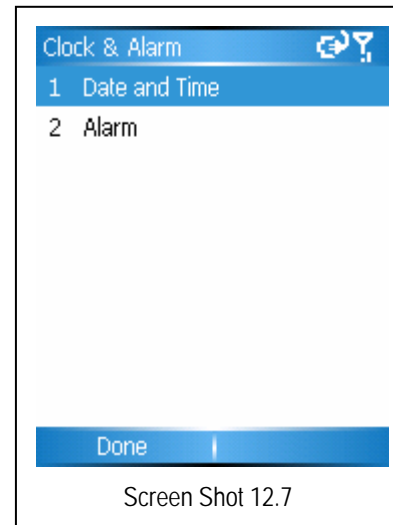 Clock & Alarm
1 Date and Time
2 Alarm
Done
Screen Shot 12.7